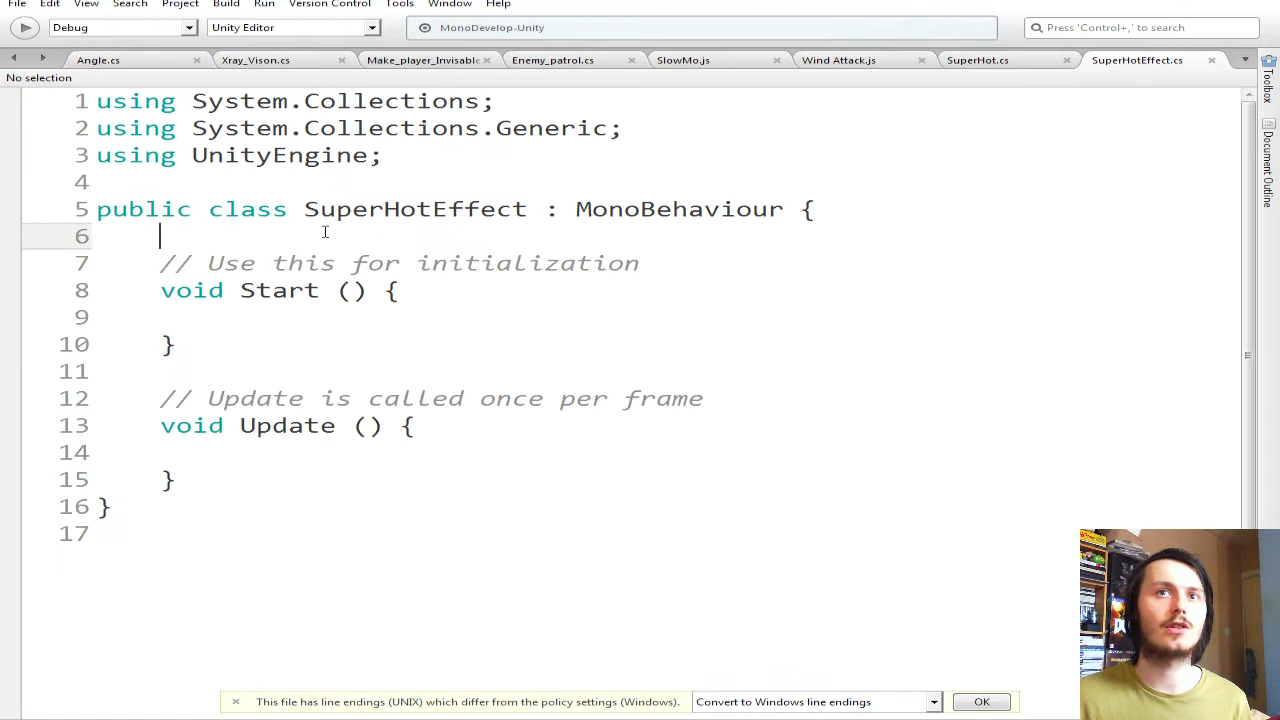 File Edit View Search Project Build Run Version Control Tools Window Help
Debug Unity Editor MonoDevelop-Unity Press 'Control+,' to search
Angle.cs Xray_Vison.cs Make_player_Invisable Enemy_patrol.cs SlowMo.js Wind Attack.js SuperHot.cs SuperHotEffect.cs
No selection
1 using System.Collections;
2 using System.Collections.Generic;
3 using UnityEngine;
4
5 public class SuperHotEffect : MonoBehaviour {
6
7 // Use this for initialization
8 void Start () {
9
10 }
11
12 // Update is called once per frame
13 void Update () {
14
15 }
16 }
17
Toolbox
Document Outline
This file has line endings (UNIX) which differ from the policy settings (Windows). Convert to Windows line endings OK